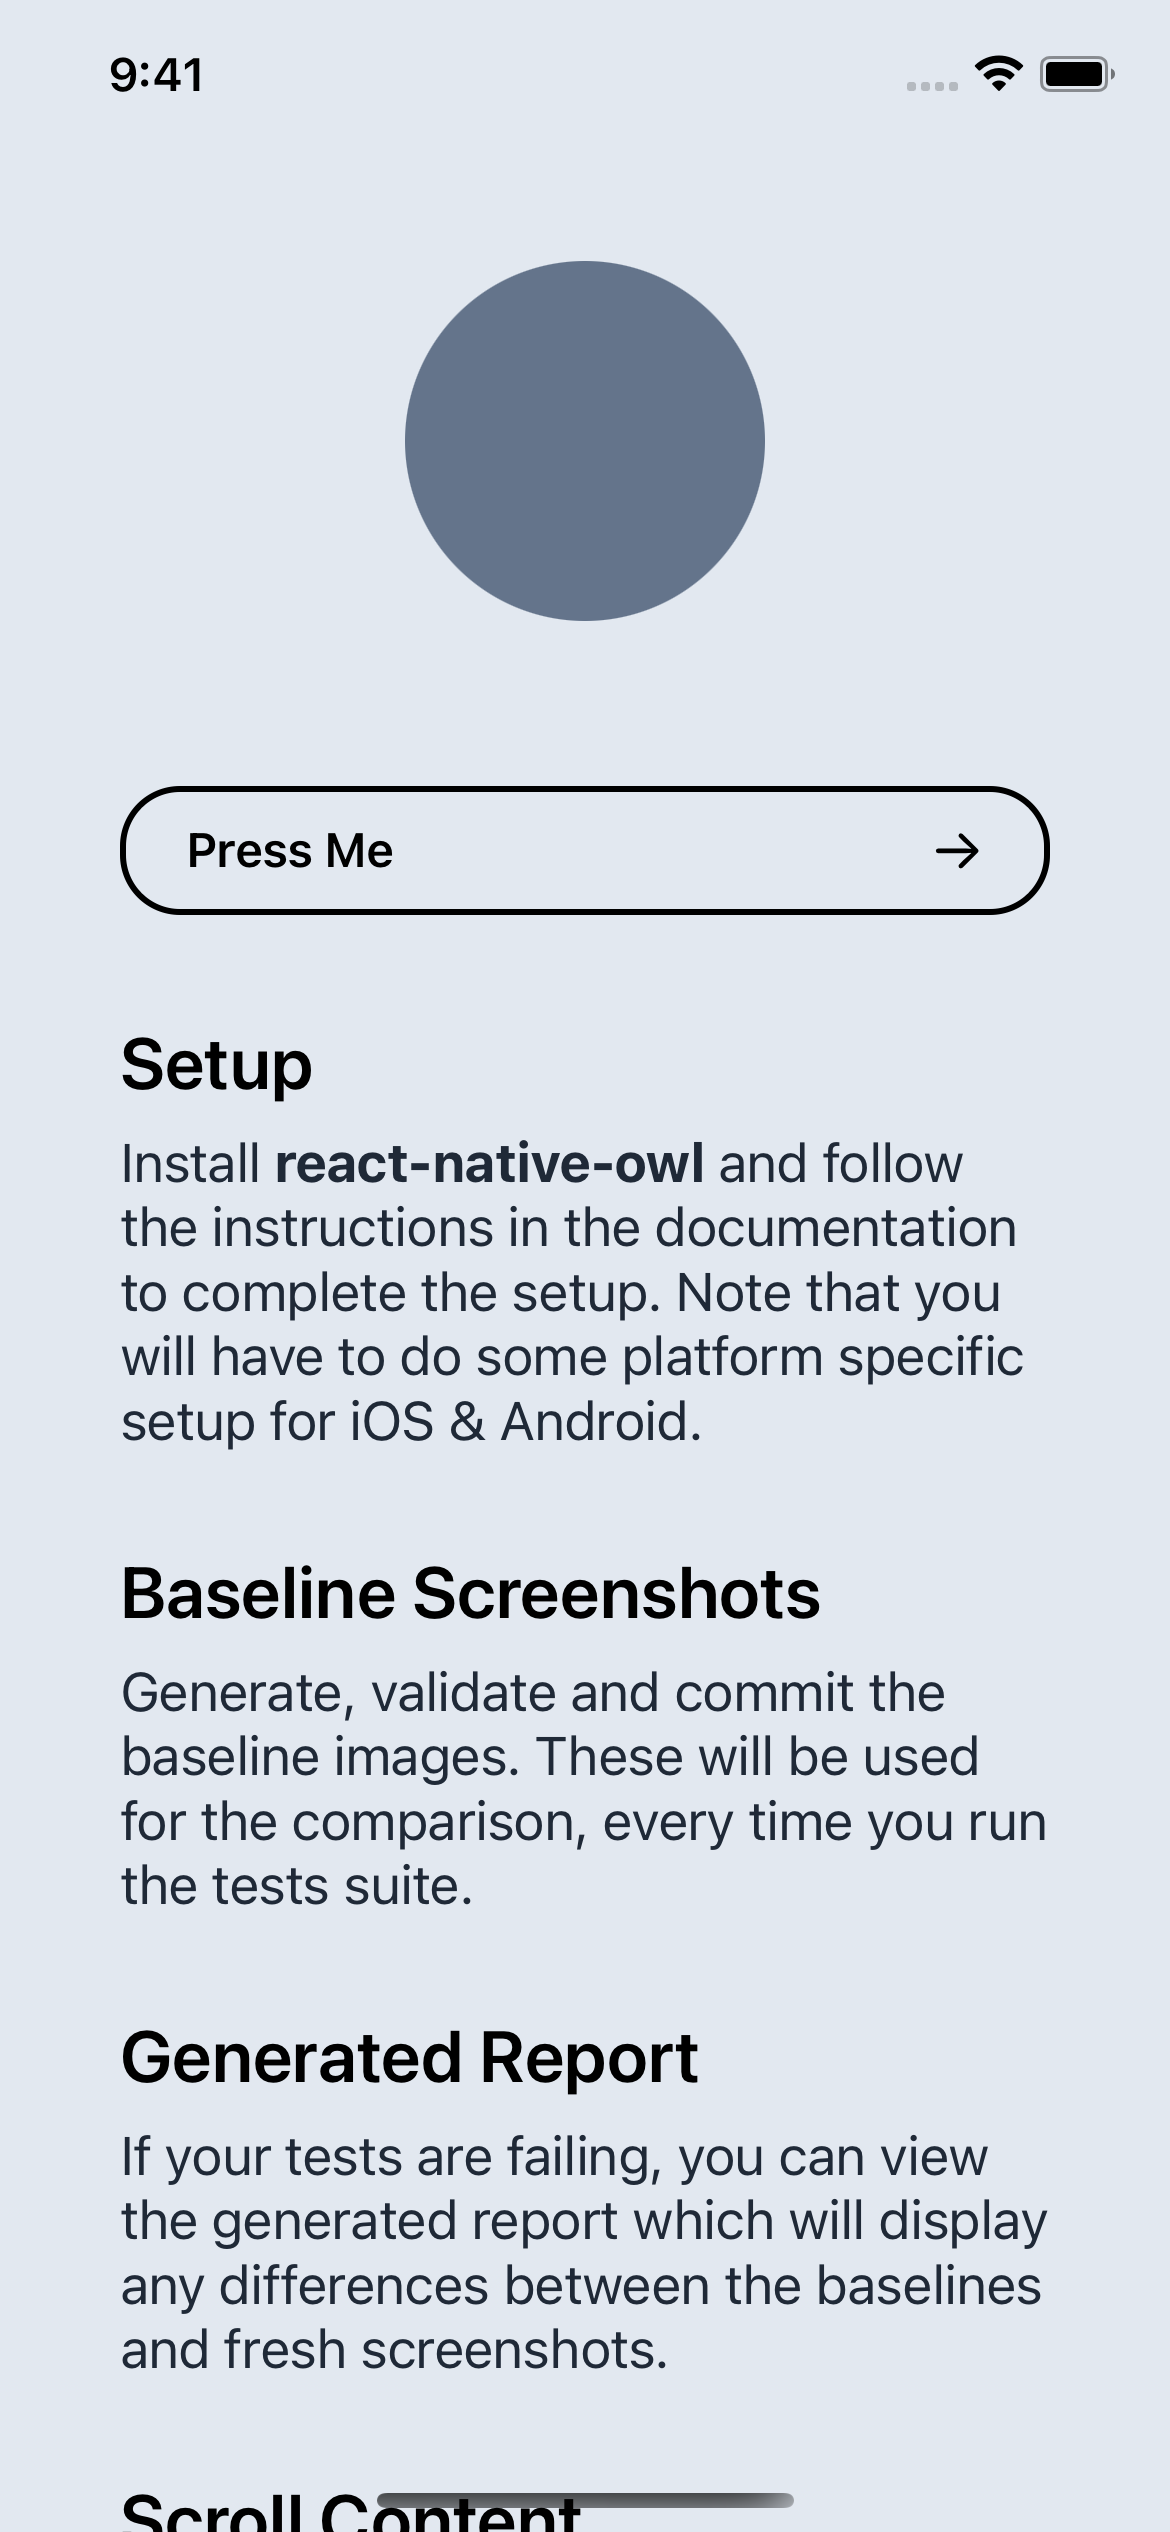 9:41
Press Me
Setup
Install react-native-owl and follow
the instructions in the documentation
to complete the setup. Note that you
will have to do some platform specific
setup for iOS & Android.
Baseline Screenshots
Generate, validate and commit the
baseline images. These will be used
for the comparison, every time you run
the tests suite.
Generated Report
If your tests are failing, you can view
the generated report which will display
any differences between the baselines
and fresh screenshots.
Scroll Content